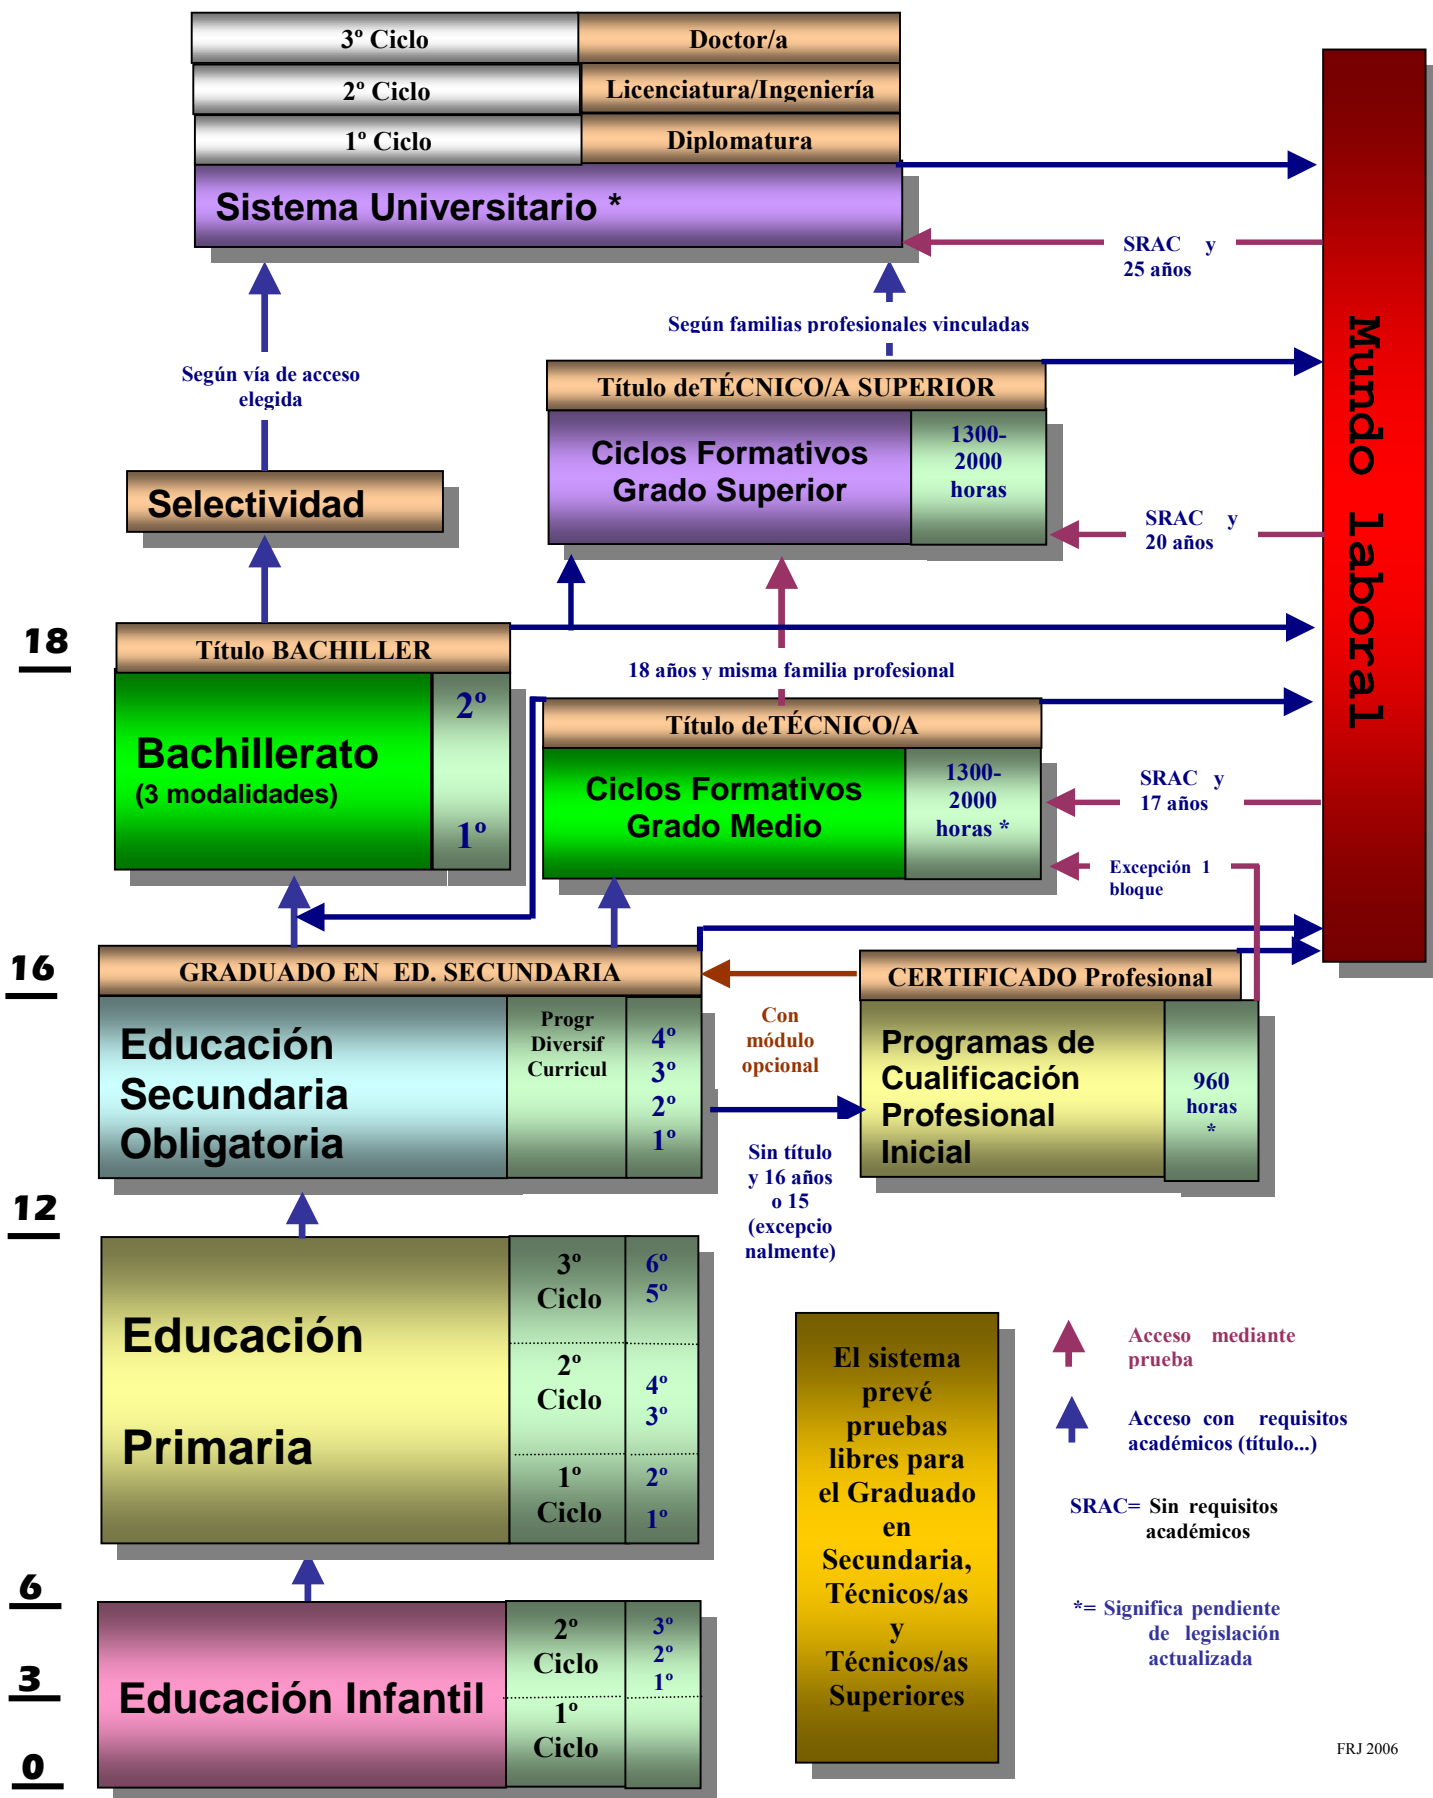 3º Ciclo
Doctor/a
2º Ciclo
Licenciatura/Ingeniería
1º Ciclo
Diplomatura
Sistema Universitario *
SRAC y
25 años
Mundo laboral
Según familias profesionales vinculadas
Según vía de acceso
elegida
Título deTÉCNICO/A SUPERIOR
Ciclos Formativos
Grado Superior
1300-
2000
horas
Selectividad
SRAC y
20 años
18
Título BACHILLER
18 años y misma familia profesional
Bachillerato
(3 modalidades)
2º
1º
Título deTÉCNICO/A
Ciclos Formativos
Grado Medio
1300-
2000
horas *
SRAC y
17 años
Excepción 1
bloque
16
GRADUADO EN ED. SECUNDARIA
CERTIFICADO Profesional
Educación
Secundaria
Obligatoria
Progr
Diversif
Curricul
4º
3º
2º
1º
Con
módulo
opcional
Programas de
Cualificación
Profesional
Inicial
960
horas
*
Sin título
y 16 años
o 15
(excepcio
nalmente)
12
Educación
Primaria
3º
Ciclo
6º
5º
2º
Ciclo
4º
3º
1º
Ciclo
2º
1º
El sistema
prevé
pruebas
libres para
el Graduado
en
Secundaria,
Técnicos/as
y
Técnicos/as
Superiores
Acceso mediante
prueba
Acceso con requisitos
académicos (título...)
SRAC= Sin requisitos
académicos
*= Significa pendiente
de legislación
actualizada
6
3
0
Educación Infantil
2º
Ciclo
3º
2º
1º
1º
Ciclo
FRJ 2006